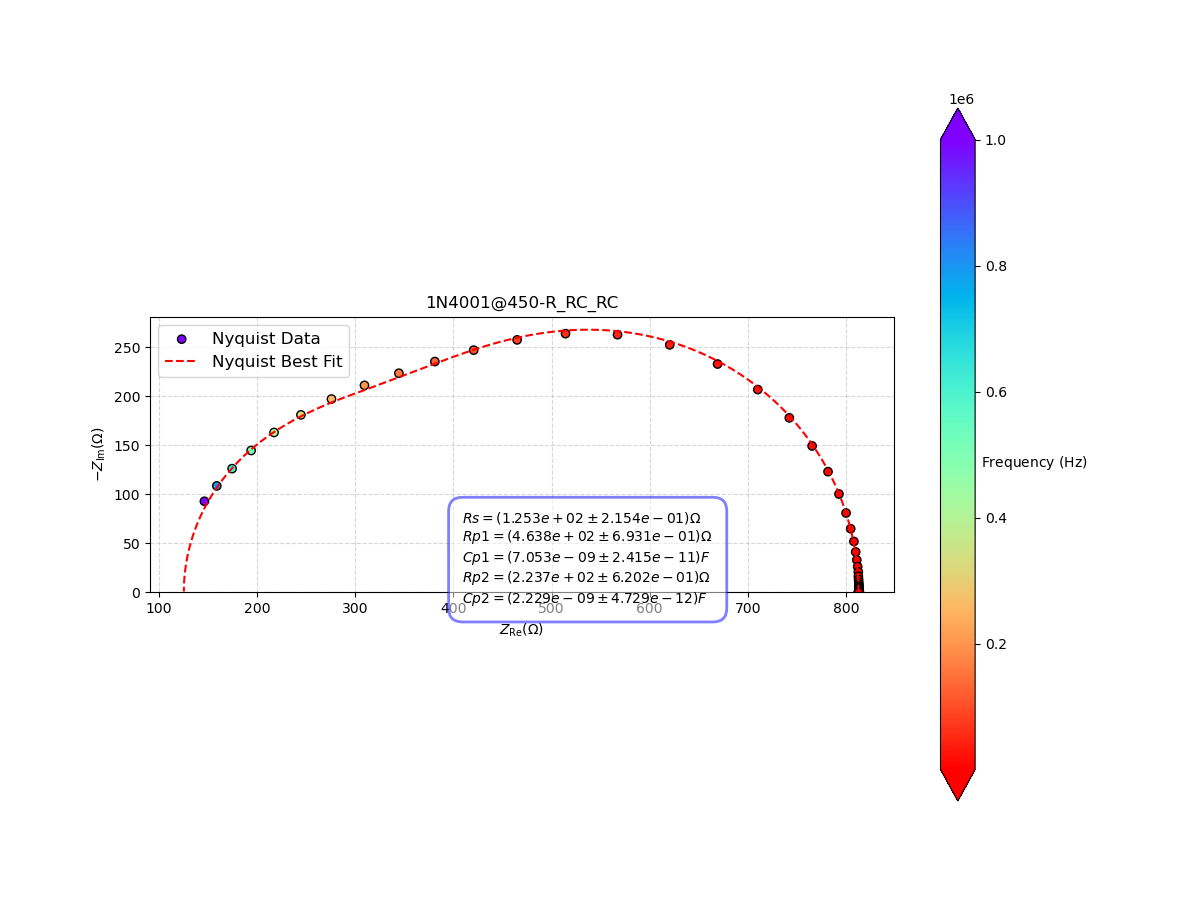 1e6
1N4001@450-R_RC_RC
Nyquist Data
Nyquist Best Fit
−Z_Im(Ω)
250
200
150
100
50
0
100
200
300
400
500
600
700
800
Z_Re(Ω)
Rs = (1.253e + 02 ± 2.154e − 01)Ω
Rp1 = (4.638e + 02 ± 6.931e − 01)Ω
Cp1 = (7.053e − 09 ± 2.415e − 11)F
Rp2 = (2.237e + 02 ± 6.202e − 01)Ω
Cp2 = (2.229e − 09 ± 4.729e − 12)F
1.0
0.8
0.6
0.4
0.2
Frequency (Hz)